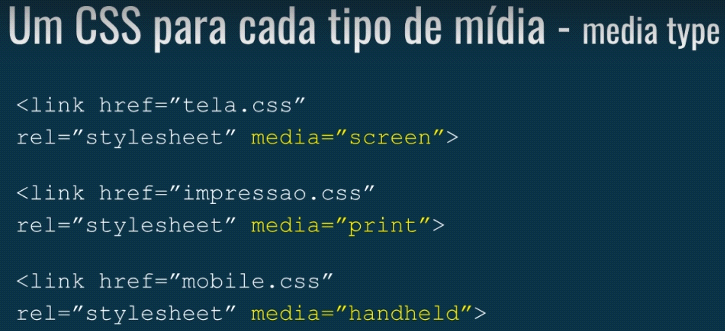 Um CSS para cada tipo de mídia - media type
<link href=”tela.css”
rel=”stylesheet” media=”screen”>
<link href=”impressao.css”
rel=”stylesheet” media=”print”>
<link href=”mobile.css”
rel=”stylesheet” media=”handheld”>